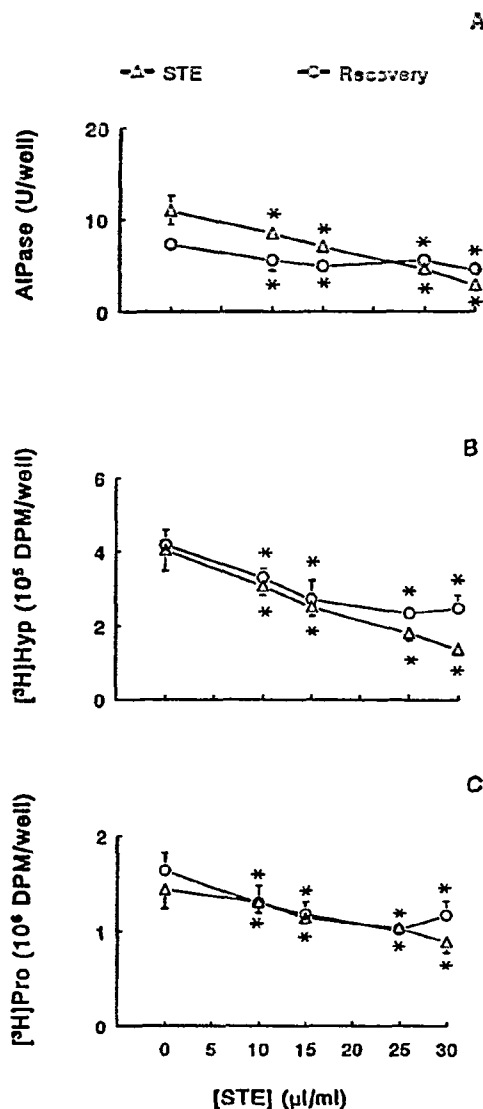 A
STE Recovery
20
10
0
AlPase (U/well)
* * * *
* * * *
B
6
4
2
0
[³H]Hyp (10⁵ DPM/well)
* * * *
* * * *
C
2
1
0
[³H]Pro (10⁶ DPM/well)
* * * *
* * * *
0 5 10 15 20 25 30
[STE] (µl/ml)